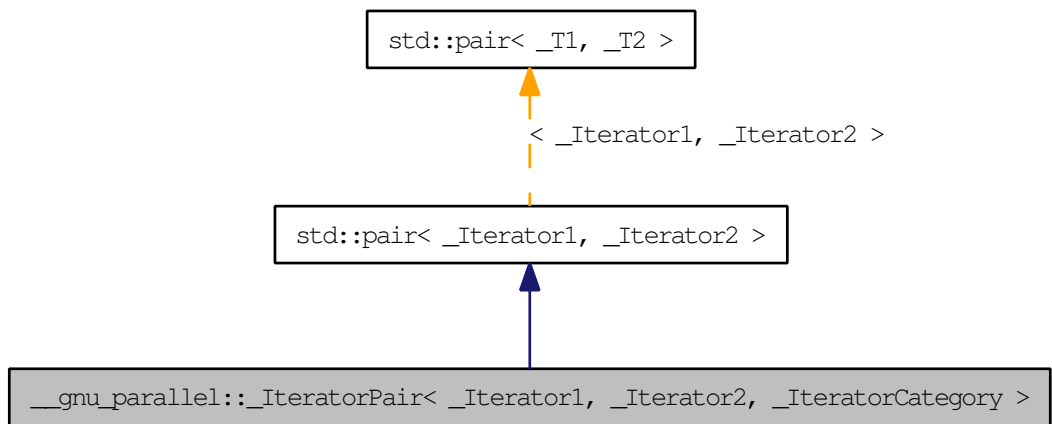 std::pair< _T1, _T2 >
< _Iterator1, _Iterator2 >
std::pair< _Iterator1, _Iterator2 >
__gnu_parallel::_IteratorPair< _Iterator1, _Iterator2, _IteratorCategory >